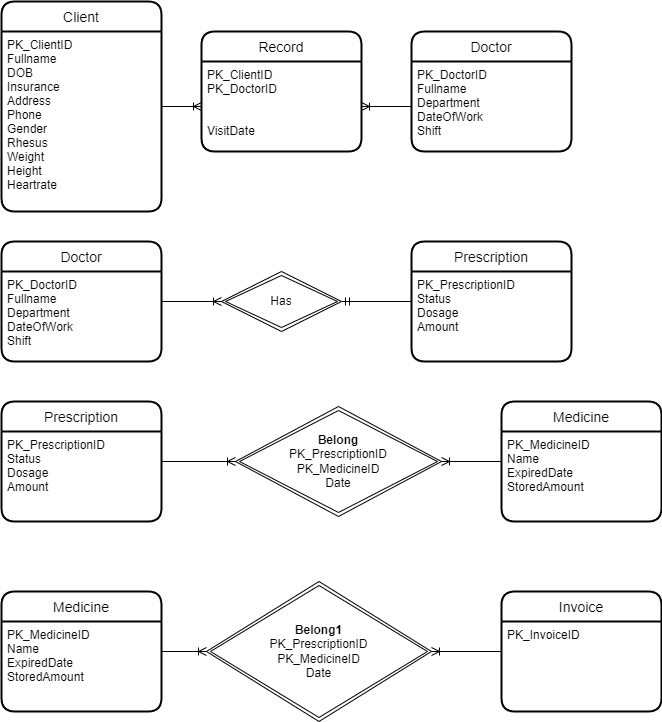 Client
PK_ClientID
Fullname
DOB
Insurance
Address
Phone
Gender
Rhesus
Weight
Height
Heartrate
Record
PK_ClientID
PK_DoctorID
VisitDate
Doctor
PK_DoctorID
Fullname
Department
DateOfWork
Shift
Doctor
PK_DoctorID
Fullname
Department
DateOfWork
Shift
Has
Prescription
PK_PrescriptionID
Status
Dosage
Amount
Prescription
PK_PrescriptionID
Status
Dosage
Amount
Belong
PK_PrescriptionID
PK_MedicineID
Date
Medicine
PK_MedicineID
Name
ExpiredDate
StoredAmount
Medicine
PK_MedicineID
Name
ExpiredDate
StoredAmount
Belong1
PK_PrescriptionID
PK_MedicineID
Date
Invoice
PK_InvoiceID